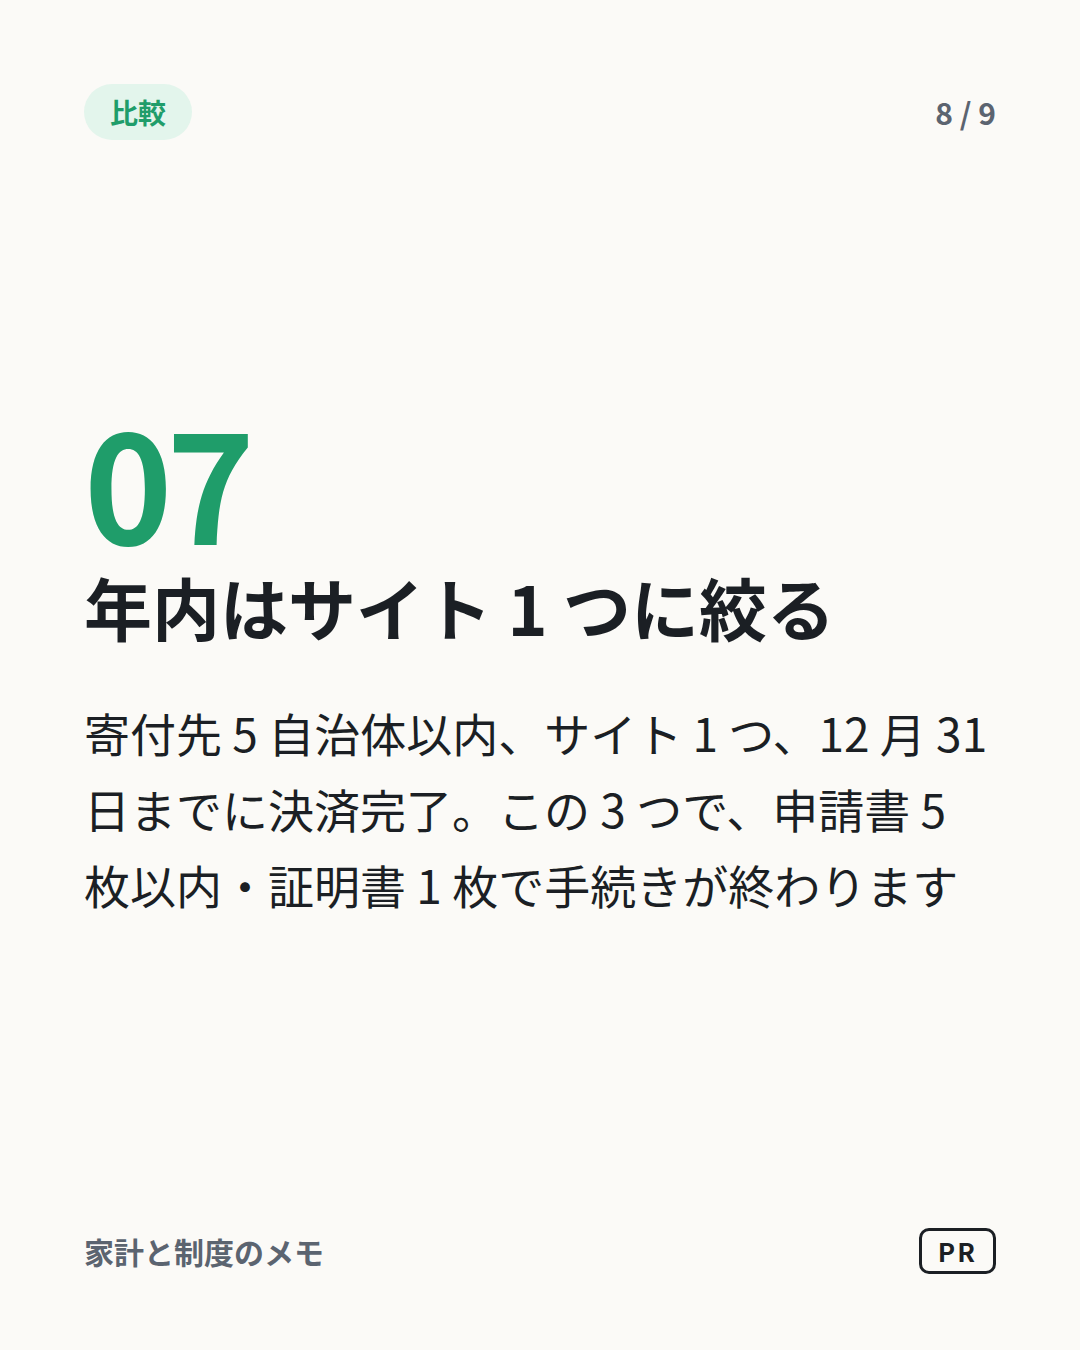 比較
8 / 9
07
年内はサイト 1 つに絞る
寄付先 5 自治体以内、サイト 1 つ、12 月 31
日までに決済完了。この 3 つで、申請書 5
枚以内・証明書 1 枚で手続きが終わります
家計と制度のメモ
PR